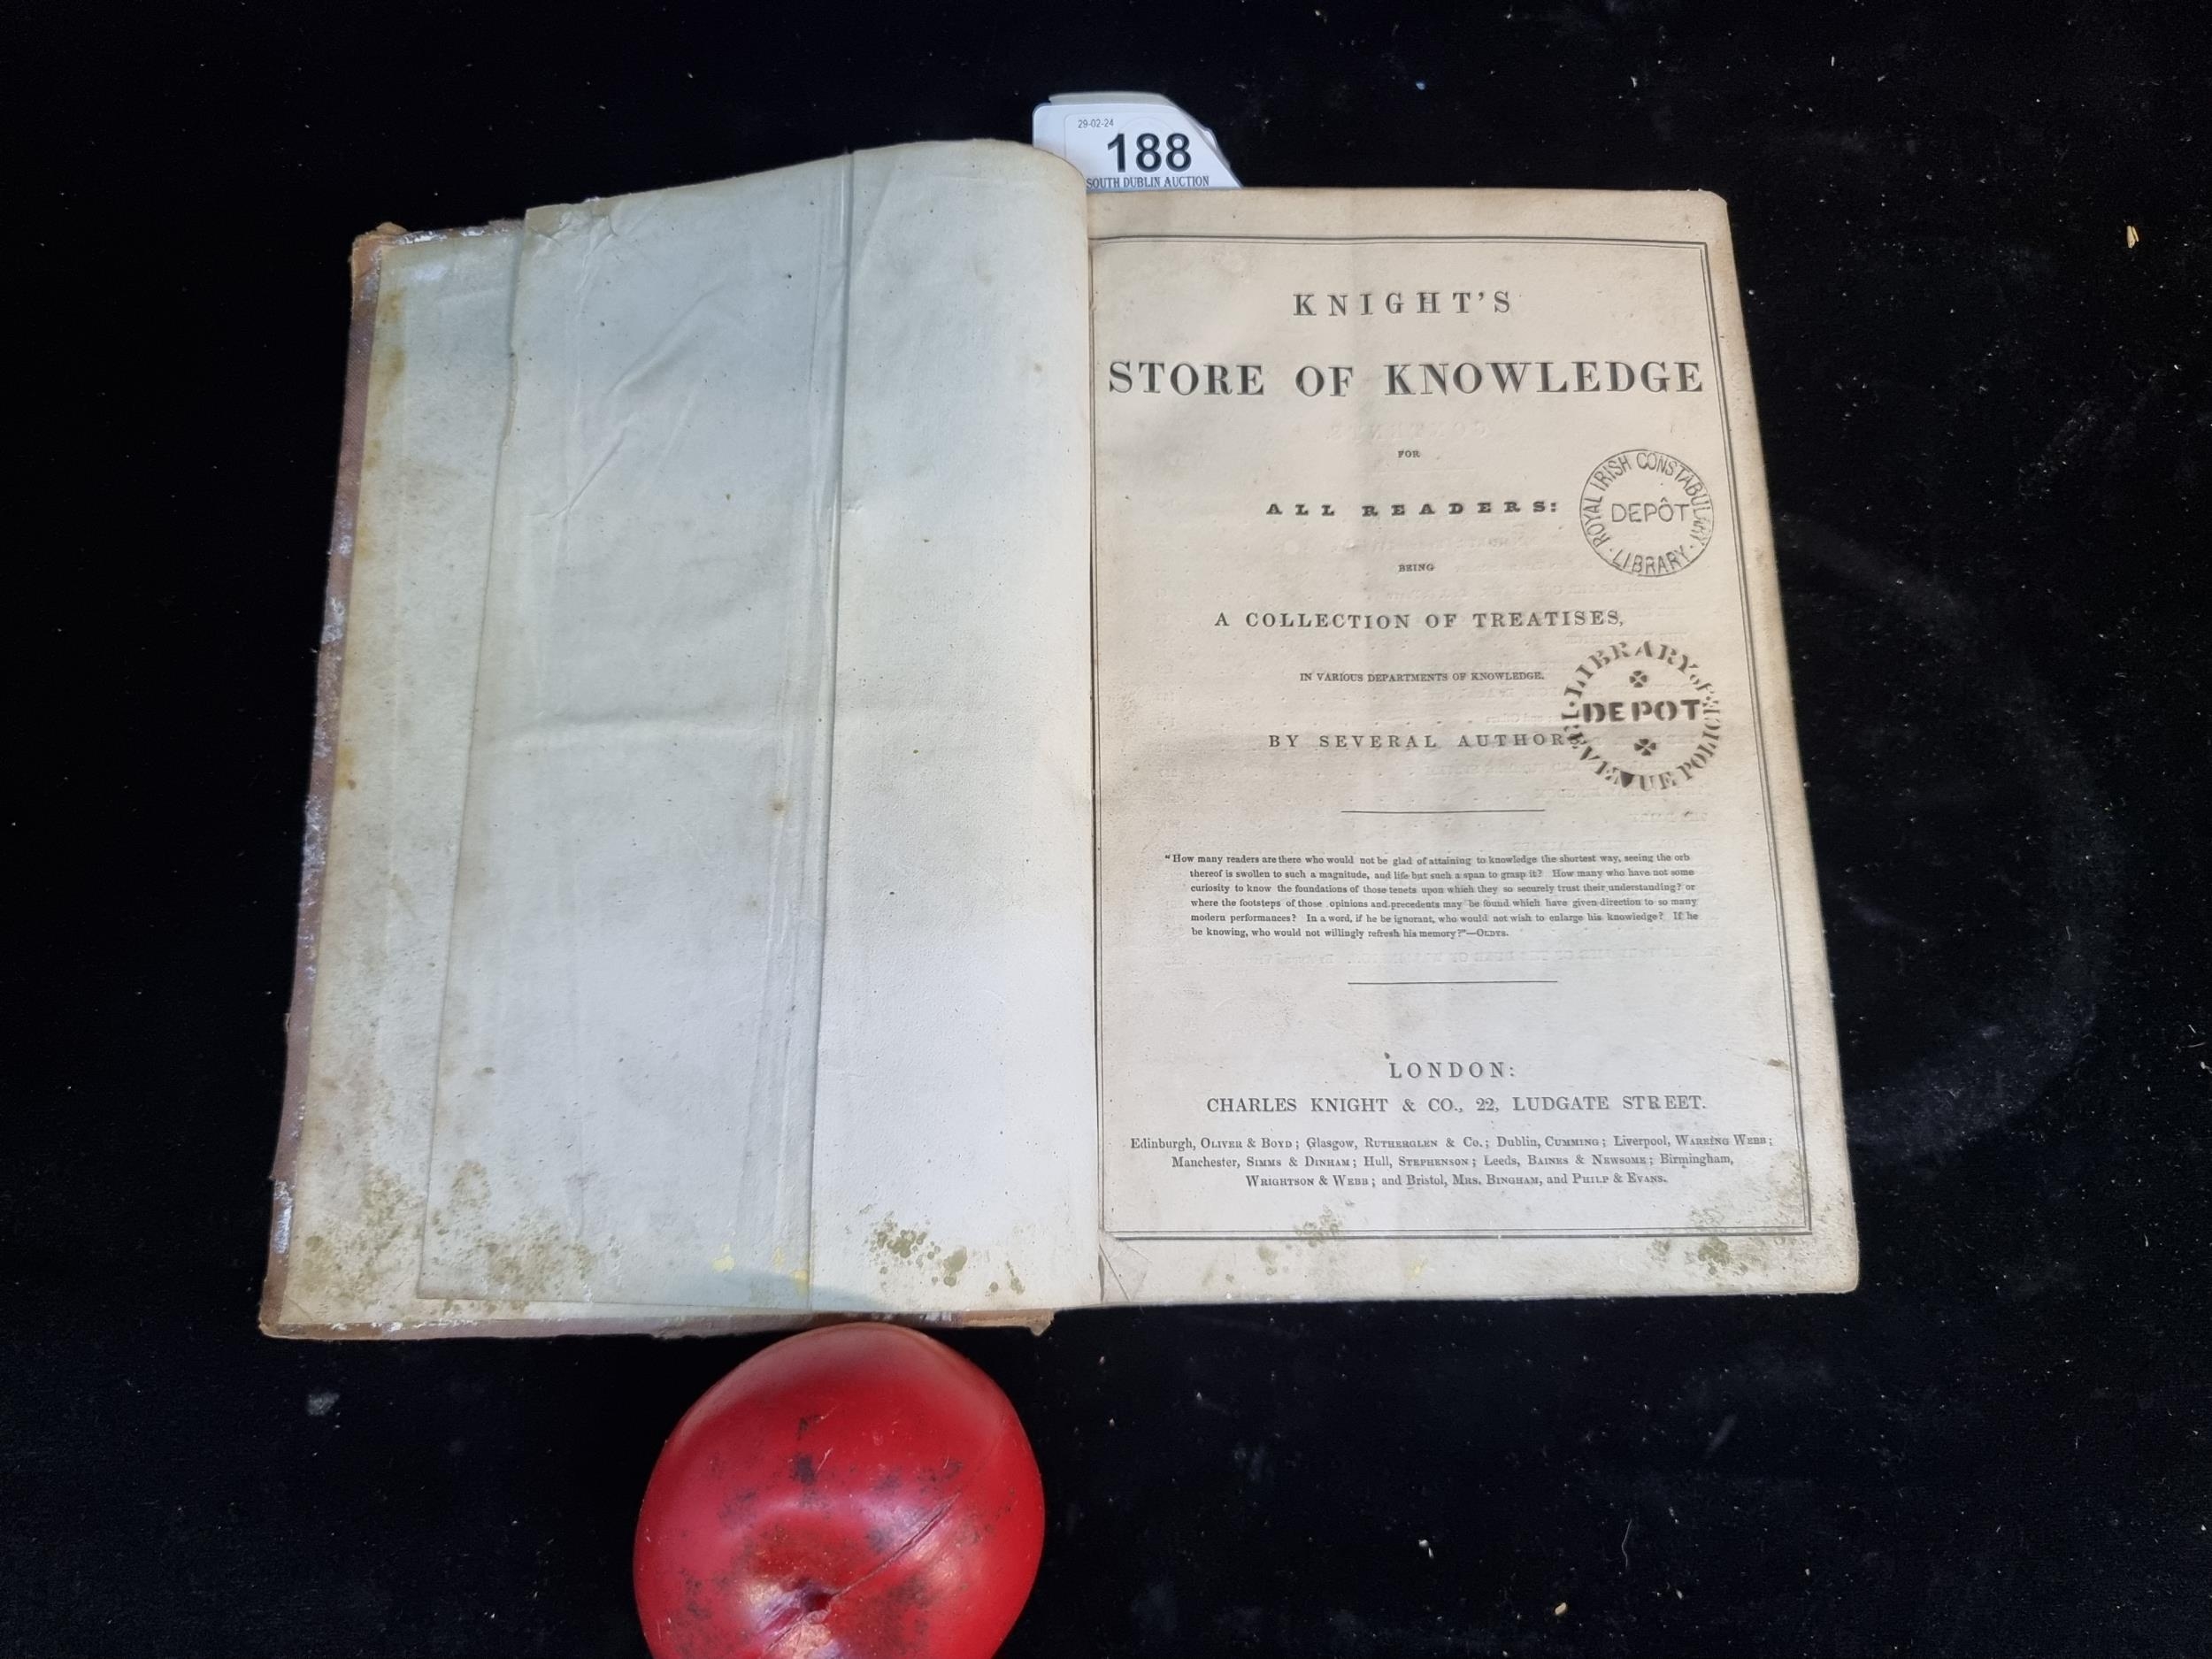 29-02-24
188
SOUTH DUBLIN AUCTION
KNIGHT'S
STORE OF KNOWLEDGE
FOR
ALL READERS:
BEING
A COLLECTION OF TREATISES,
IN VARIOUS DEPARTMENTS OF KNOWLEDGE,
BY SEVERAL AUTHORS
ROYAL IRISH CONSTABULARY
DEPÔT
· LIBRARY ·
LIBRARY of
DEPOT
REVENUE POLICE
"How many readers are there who would not be glad of attaining to knowledge the shortest way, seeing the orb
thereof is swollen to such a magnitude, and life but such a span to grasp it? How many who have not some
curiosity to know the foundations of those tenets upon which they so securely trust their understanding? or
where the footsteps of those opinions and precedents may be found which have given direction to so many
modern performances? In a word, if he be ignorant, who would not wish to enlarge his knowledge? If he
be knowing, who would not willingly refresh his memory?"—OLDYS.
LONDON:
CHARLES KNIGHT & CO., 22, LUDGATE STREET.
Edinburgh, OLIVER & BOYD; Glasgow, RUTHERGLEN & Co.; Dublin, CUMMING; Liverpool, WARRING WEBB;
Manchester, SIMMS & DINHAM; Hull, STEPHENSON; Leeds, BAINES & NEWSOME; Birmingham,
WRIGHTSON & WEBB; and Bristol, MRS. BINGHAM, and PHILP & EVANS.